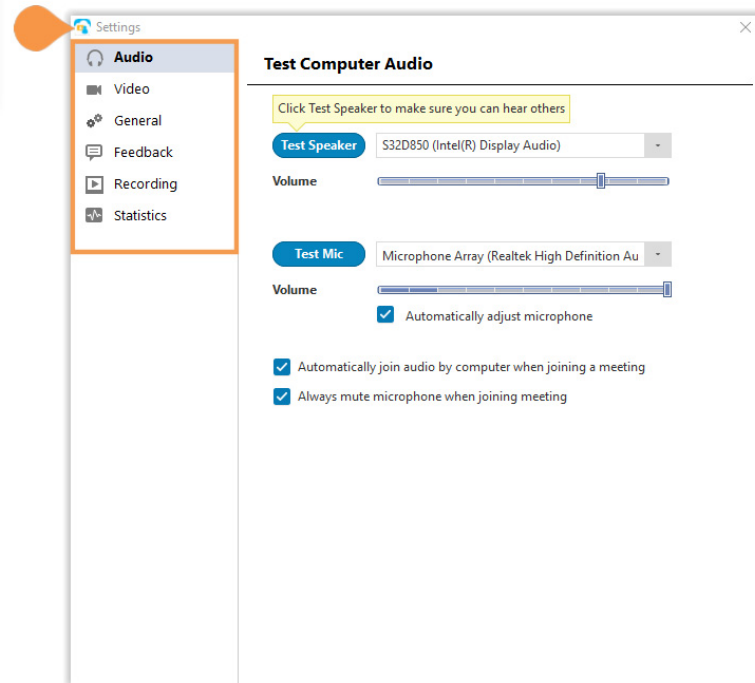 Settings
Audio
Video
General
Feedback
Recording
Statistics
Test Computer Audio
Click Test Speaker to make sure you can hear others
Test Speaker S32D850 (Intel(R) Display Audio)
Volume
Test Mic Microphone Array (Realtek High Definition Au
Volume
Automatically adjust microphone
Automatically join audio by computer when joining a meeting
Always mute microphone when joining meeting